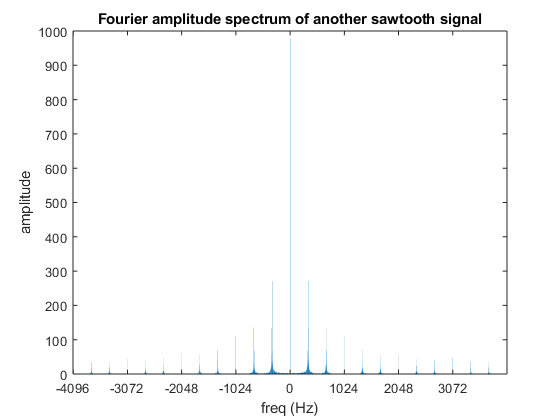 Fourier amplitude spectrum of another sawtooth signal
1000
900
800
700
600
500
400
300
200
100
0
amplitude
-4096 -3072 -2048 -1024 0 1024 2048 3072
freq (Hz)